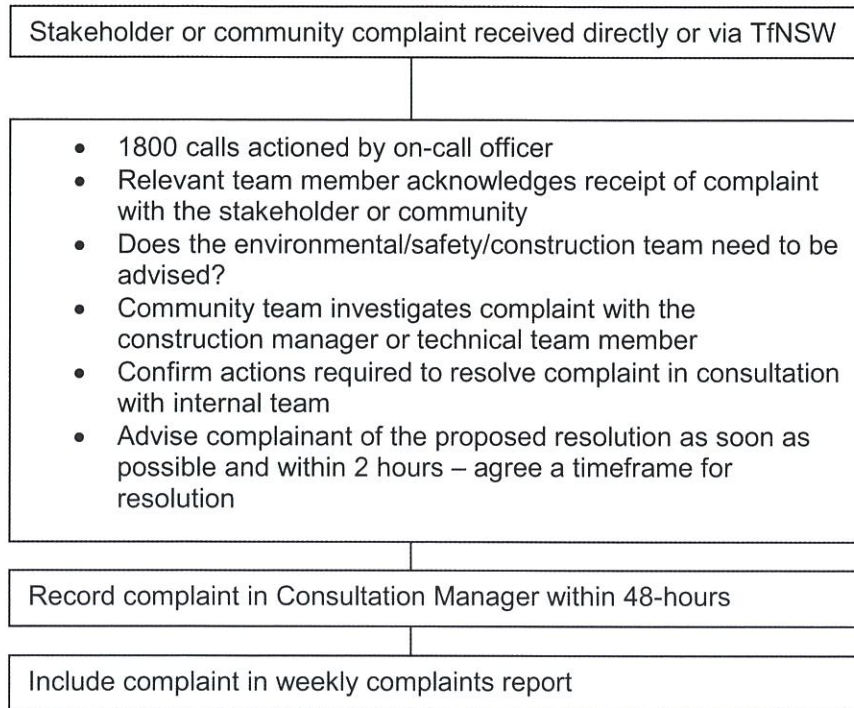 Stakeholder or community complaint received directly or via TfNSW
• 1800 calls actioned by on-call officer
• Relevant team member acknowledges receipt of complaint
with the stakeholder or community
• Does the environmental/safety/construction team need to be
advised?
• Community team investigates complaint with the
construction manager or technical team member
• Confirm actions required to resolve complaint in consultation
with internal team
• Advise complainant of the proposed resolution as soon as
possible and within 2 hours – agree a timeframe for
resolution
Record complaint in Consultation Manager within 48-hours
Include complaint in weekly complaints report